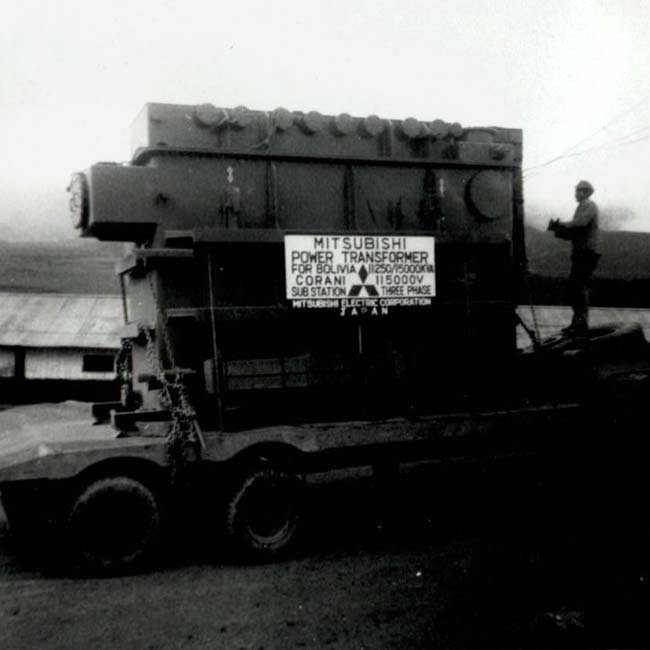 MITSUBISHI
POWER TRANSFORMER
FOR BOLIVIA 11250/15000KVA
CORANI 115000V
SUB STATION THREE PHASE
MITSUBISHI ELECTRIC CORPORATION
JAPAN